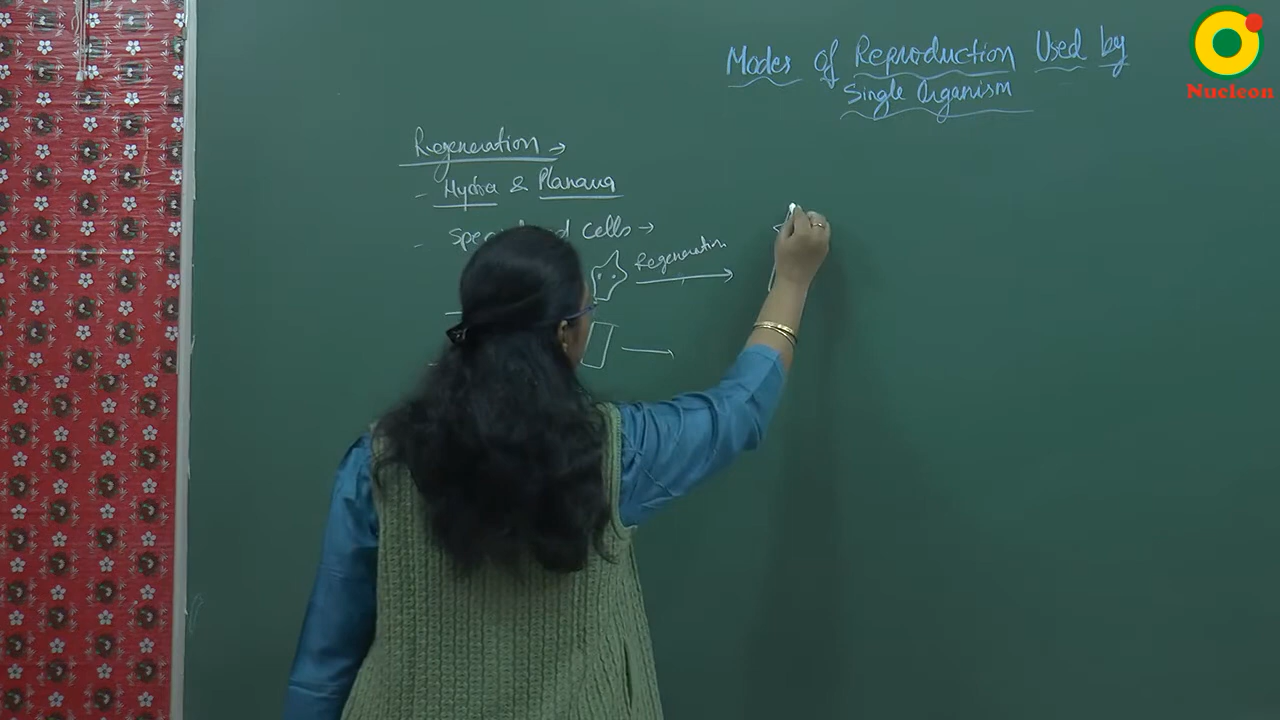 Modes of Reproduction Used by
Single Organism
Nucleon
Regeneration →
- Hydra & Planaria
- cells →
Regeneration